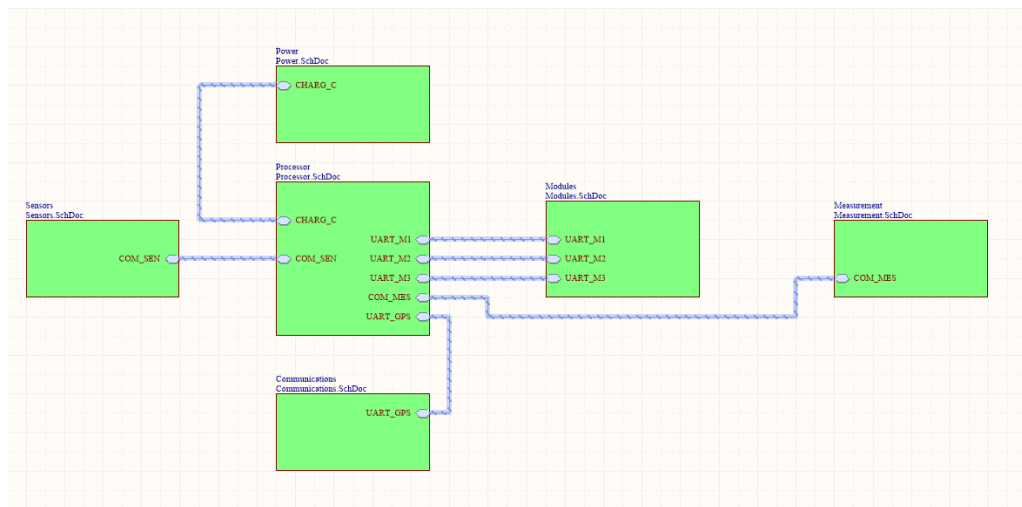 Power
Power.SchDoc
CHARG_C
Processor
Processor.SchDoc
CHARG_C
UART_M1
COM_SEN
UART_M2
UART_M3
COM_MES
UART_GPS
Modules
Modules.SchDoc
UART_M1
UART_M2
UART_M3
Sensors
Sensors.SchDoc
COM_SEN
Measurement
Measurement.SchDoc
COM_MES
Communications
Communications.SchDoc
UART_GPS